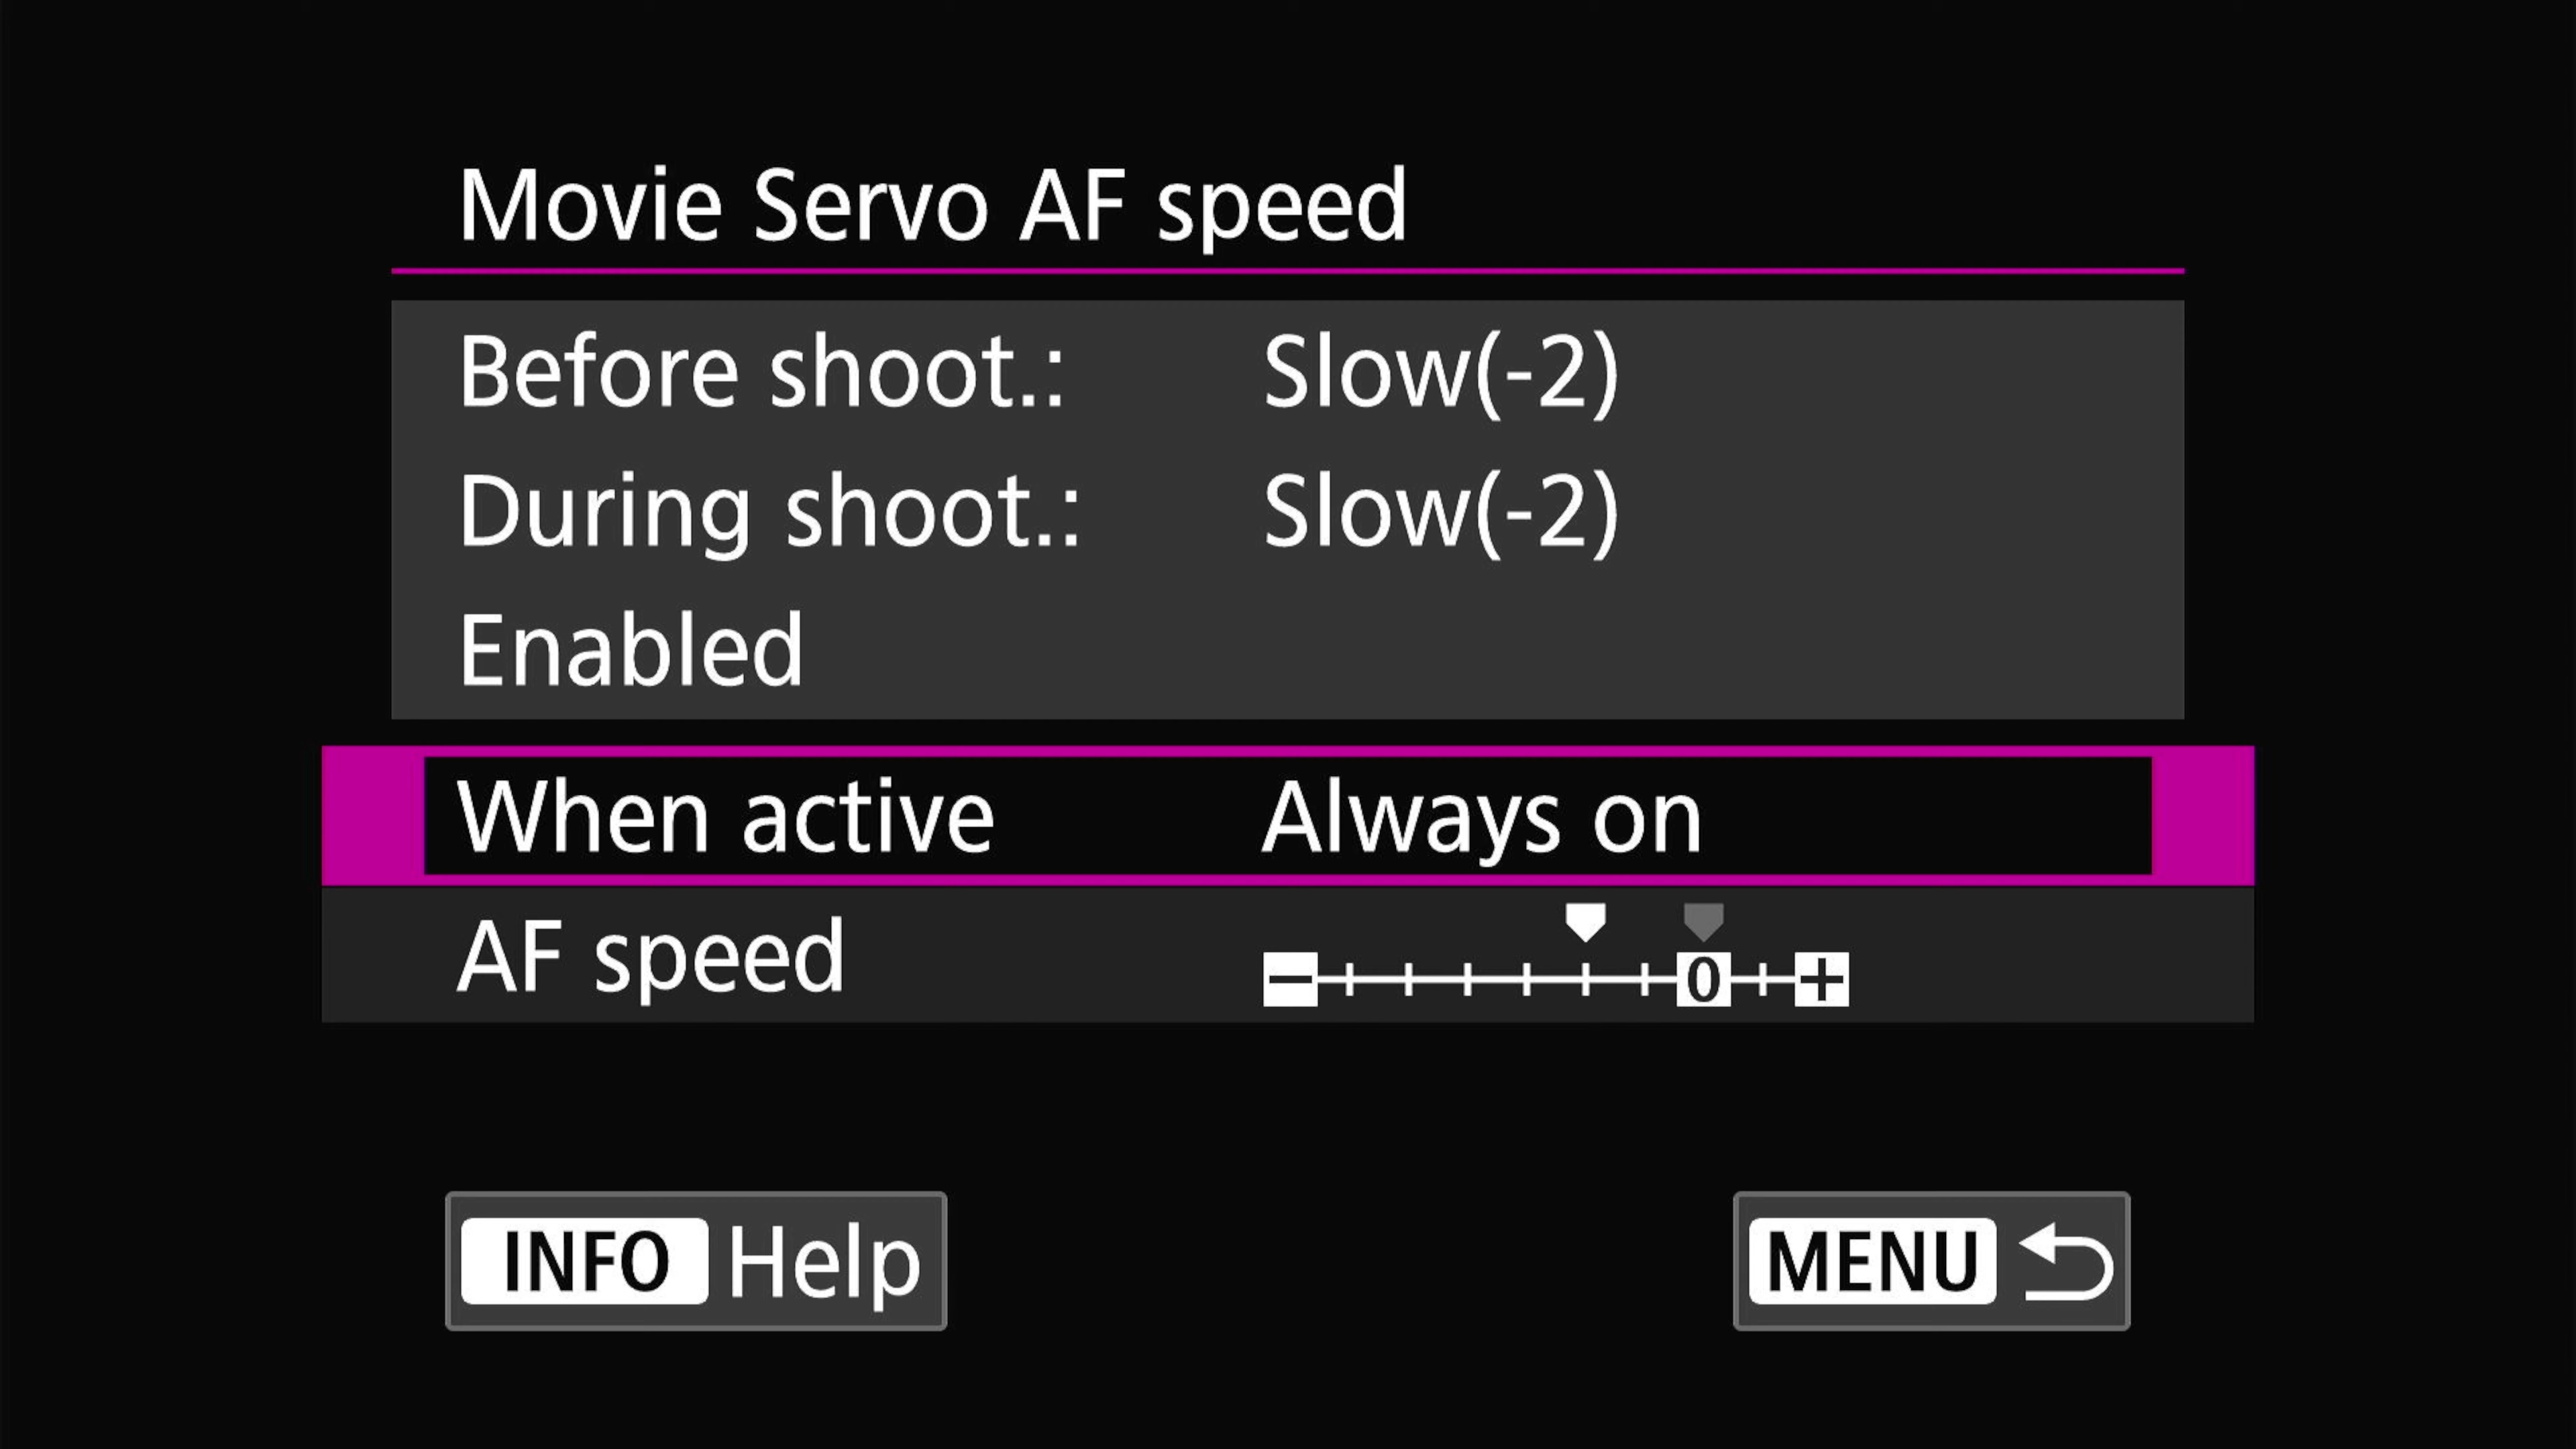 Movie Servo AF speed
Before shoot.: Slow(-2)
During shoot.: Slow(-2)
Enabled
When active Always on
AF speed
− 0 +
INFO Help MENU